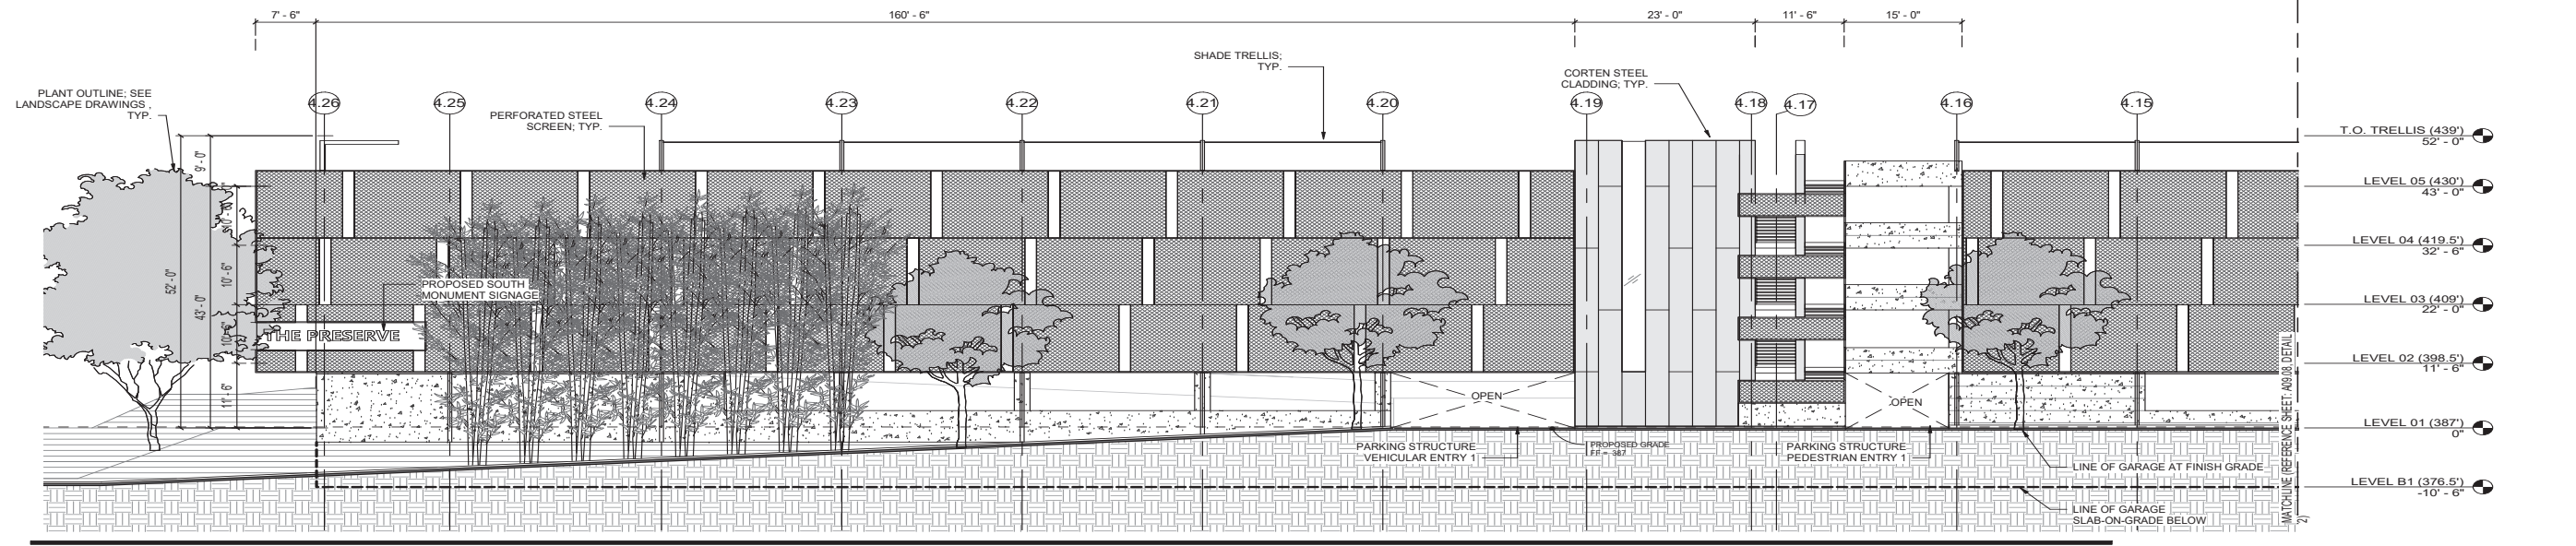 7' - 6"
160' - 6"
23' - 0"
11' - 6"
15' - 0"
SHADE TRELLIS;
TYP.
CORTEN STEEL
CLADDING; TYP.
PLANT OUTLINE; SEE
LANDSCAPE DRAWINGS ,
TYP.
PERFORATED STEEL
SCREEN; TYP.
4.26
4.25
4.24
4.23
4.22
4.21
4.20
4.19
4.18
4.17
4.16
4.15
T.O. TRELLIS (439')
52' - 0"
LEVEL 05 (430')
43' - 0"
LEVEL 04 (419.5')
32' - 6"
LEVEL 03 (409')
22' - 0"
LEVEL 02 (398.5')
11' - 6"
LEVEL 01 (387')
0"
LEVEL B1 (376.5')
-10' - 6"
9' - 0"
10' - 6"
52' - 0"
43' - 0"
10' - 6"
11' - 6"
PROPOSED SOUTH
MONUMENT SIGNAGE
THE PRESERVE
OPEN
OPEN
PARKING STRUCTURE
VEHICULAR ENTRY 1
PROPOSED GRADE
FF = 387
PARKING STRUCTURE
PEDESTRIAN ENTRY 1
LINE OF GARAGE AT FINISH GRADE
LINE OF GARAGE
SLAB-ON-GRADE BELOW
MATCHLINE (REFERENCE SHEET: A09.08, DETAIL
2)